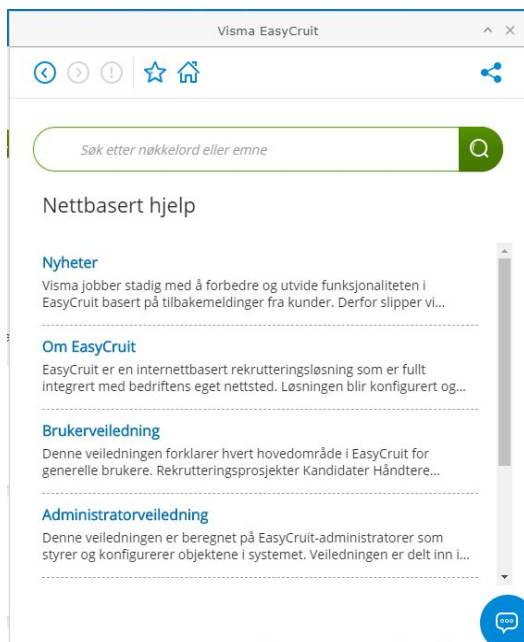 Visma EasyCruit
Søk etter nøkkelord eller emne
Nettbasert hjelp
Nyheter
Visma jobber stadig med å forbedre og utvide funksjonaliteten i
EasyCruit basert på tilbakemeldinger fra kunder. Derfor slipper vi...
Om EasyCruit
EasyCruit er en internettbasert rekrutteringsløsning som er fullt
integrert med bedriftens eget nettsted. Løsningen blir konfigurert og...
Brukerveiledning
Denne veiledningen forklarer hvert hovedområde i EasyCruit for
generelle brukere. Rekrutteringsprosjekter Kandidater Håndtere...
Administratorveiledning
Denne veiledningen er beregnet på EasyCruit-administratorer som
styrer og konfigurerer objektene i systemet. Veiledningen er delt inn i...